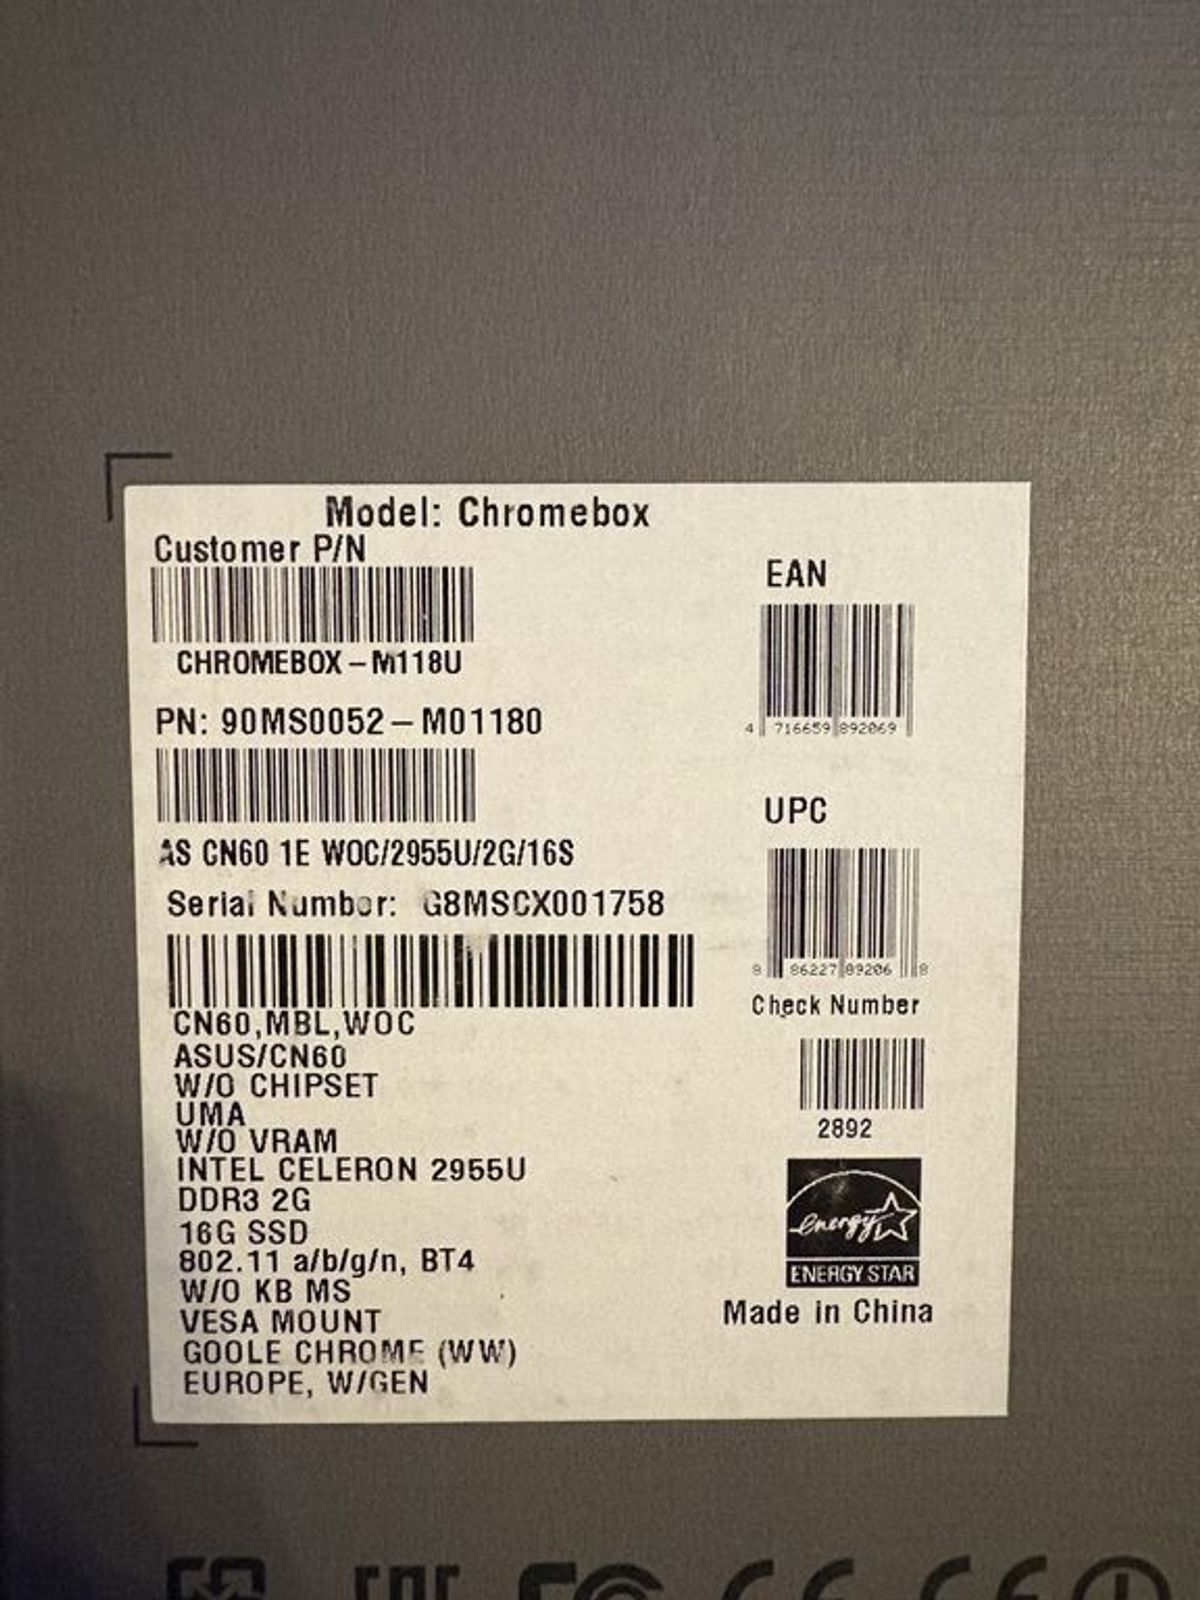 Model: Chromebox
Customer P/N
CHROMEBOX-M118U
PN: 90MS0052-M01180
AS CN60 1E WOC/2955U/2G/16S
Serial Number: G8MSCX001758
CN60,MBL,WOC
ASUS/CN60
W/O CHIPSET
UMA
W/O VRAM
INTEL CELERON 2955U
DDR3 2G
16G SSD
802.11 a/b/g/n, BT4
W/O KB MS
VESA MOUNT
GOOLE CHROME (WW)
EUROPE, W/GEN
EAN
4 716659 892069
UPC
8 86227 89206 8
Check Number
2892
energy
ENERGY STAR
Made in China